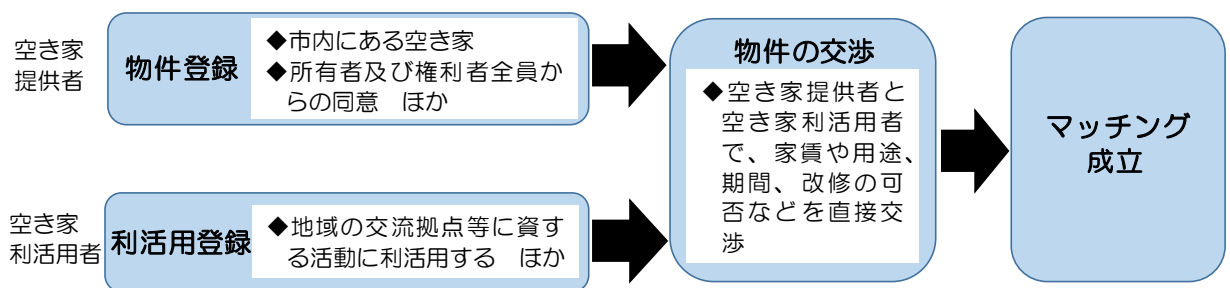 空き家
提供者
物件登録
◆市内にある空き家
◆所有者及び権利者全員か
らの同意　ほか
空き家
利活用者
利活用登録
◆地域の交流拠点等に資す
る活動に利活用する　ほか
物件の交渉
◆空き家提供者と
空き家利活用者
で、家賃や用途、
期間、改修の可
否などを直接交
渉
マッチング
成立